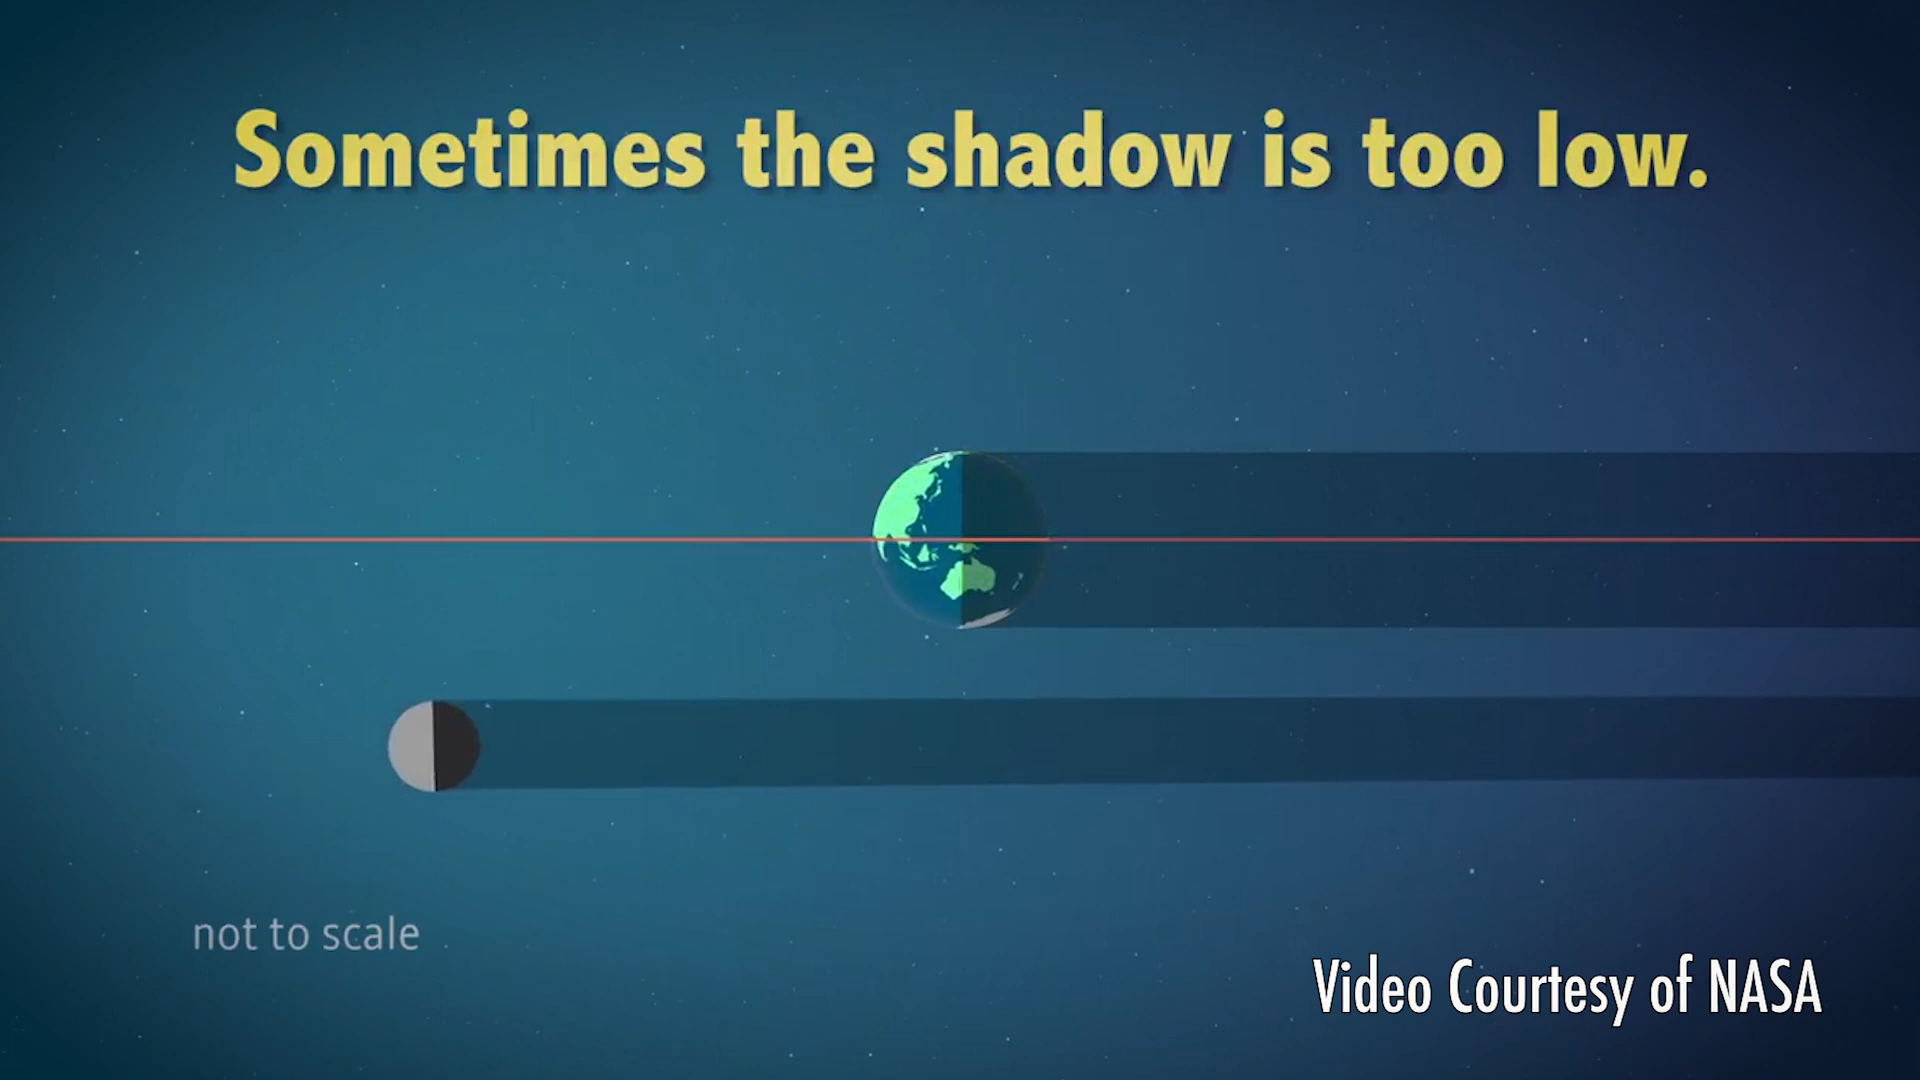 Sometimes the shadow is too low.
not to scale
Video Courtesy of NASA